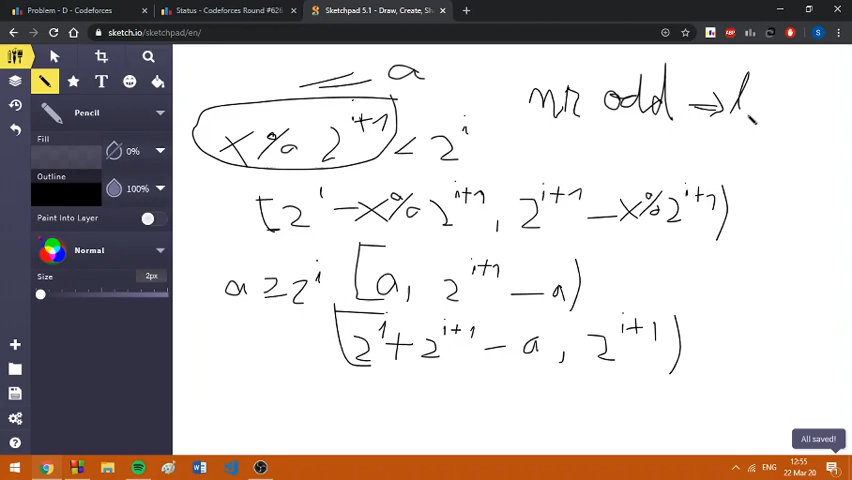 Problem - D - Codeforces
Status - Codeforces Round #626
Sketchpad 5.1 - Draw, Create, Sh
sketch.io/sketchpad/en/
Pencil
Fill
0%
Outline
100%
Paint Into Layer
Normal
Size
2px
= a
nr odd => l
x % 2^{i+1} < 2^i
[2^i - x % 2^{i+1}, 2^{i+1} - x % 2^{i+1})
a ≥ 2^i [a, 2^{i+1} - a)
[2^i + 2^{i+1} - a, 2^{i+1})
All saved!
ENG
12:55
22 Mar 20